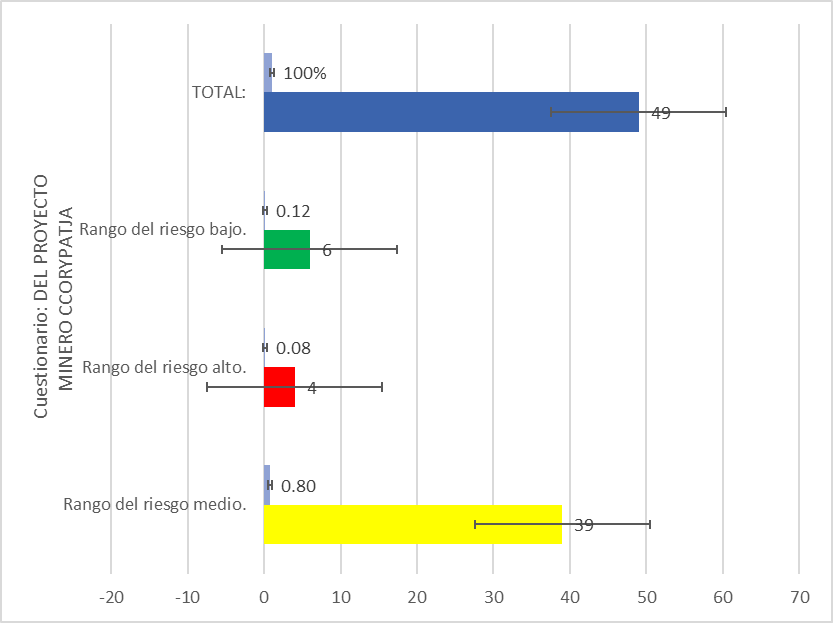 Cuestionario: DEL PROYECTO
MINERO CCORYPATJA
TOTAL:
100%
49
Rango del riesgo bajo.
0.12
6
Rango del riesgo alto.
0.08
4
Rango del riesgo medio.
0.80
39
-20 -10 0 10 20 30 40 50 60 70